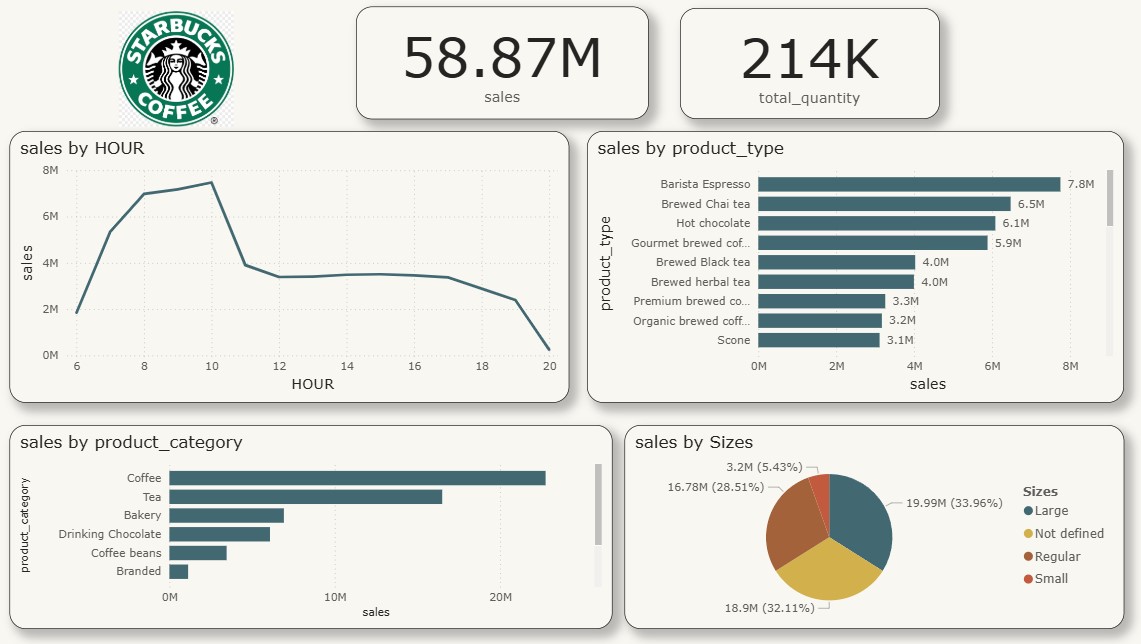 STARBUCKS
COFFEE
®
58.87M
sales
214K
total_quantity
sales by HOUR
8M
6M
4M
2M
0M
sales
6 8 10 12 14 16 18 20
HOUR
sales by product_type
product_type
Barista Espresso 7.8M
Brewed Chai tea 6.5M
Hot chocolate 6.1M
Gourmet brewed cof... 5.9M
Brewed Black tea 4.0M
Brewed herbal tea 4.0M
Premium brewed co... 3.3M
Organic brewed coff... 3.2M
Scone 3.1M
0M 2M 4M 6M 8M
sales
sales by product_category
product_category
Coffee
Tea
Bakery
Drinking Chocolate
Coffee beans
Branded
0M 10M 20M
sales
sales by Sizes
3.2M (5.43%)
16.78M (28.51%)
19.99M (33.96%)
18.9M (32.11%)
Sizes
Large
Not defined
Regular
Small